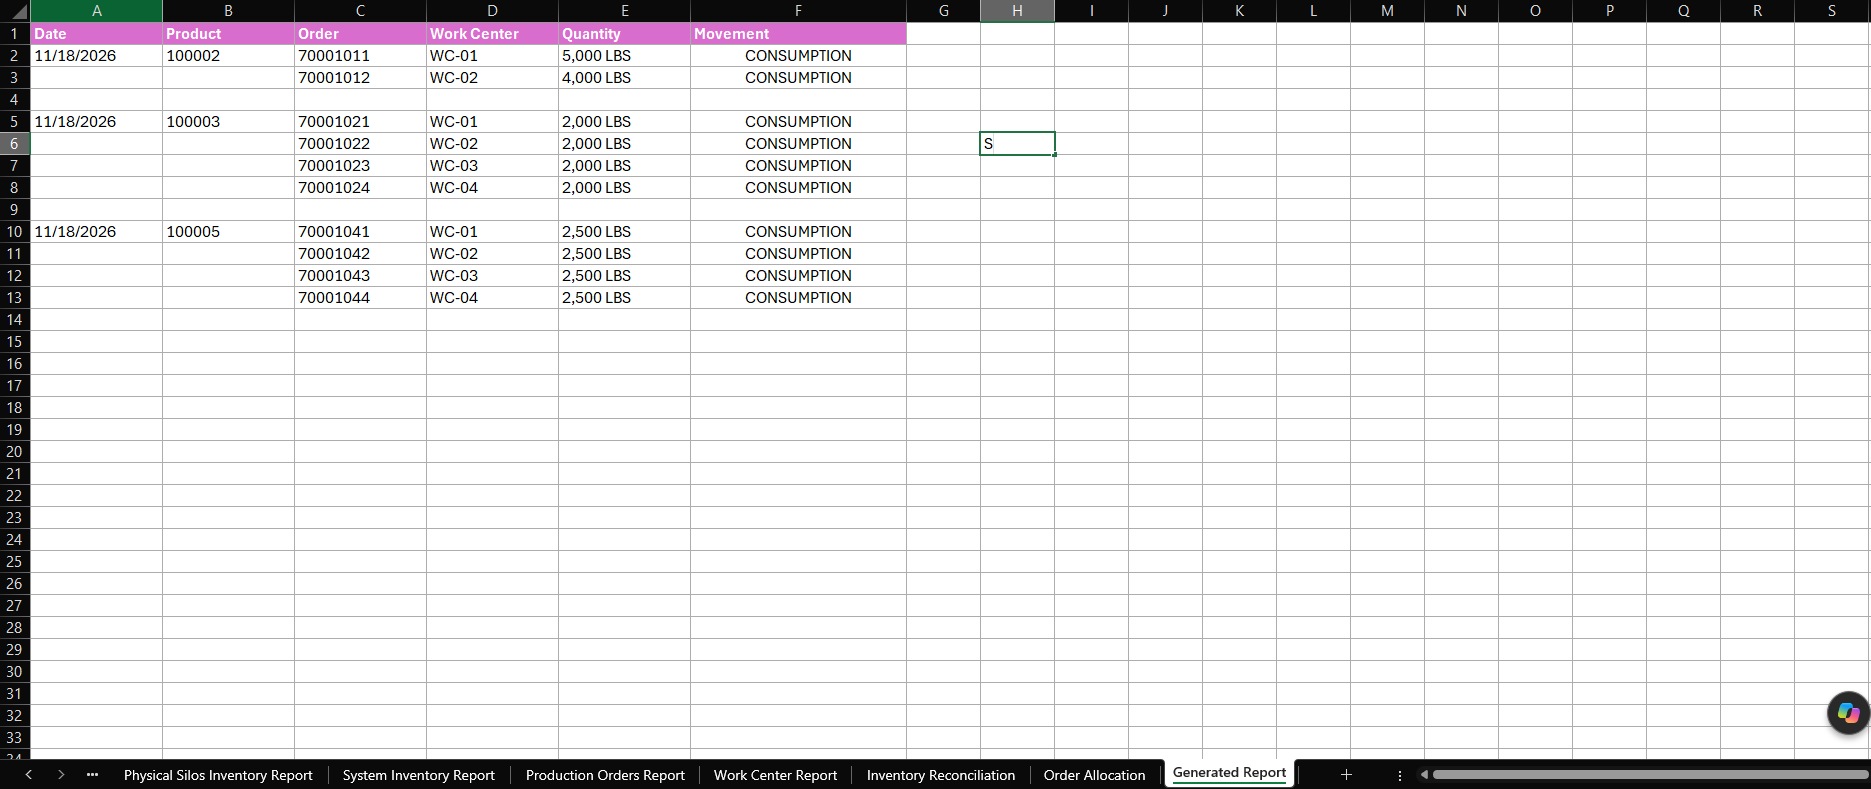 A B C D E F G H I J K L M N O P Q R S
1 Date Product Order Work Center Quantity Movement
2 11/18/2026 100002 70001011 WC-01 5,000 LBS CONSUMPTION
3 70001012 WC-02 4,000 LBS CONSUMPTION
4
5 11/18/2026 100003 70001021 WC-01 2,000 LBS CONSUMPTION
6 70001022 WC-02 2,000 LBS CONSUMPTION S
7 70001023 WC-03 2,000 LBS CONSUMPTION
8 70001024 WC-04 2,000 LBS CONSUMPTION
9
10 11/18/2026 100005 70001041 WC-01 2,500 LBS CONSUMPTION
11 70001042 WC-02 2,500 LBS CONSUMPTION
12 70001043 WC-03 2,500 LBS CONSUMPTION
13 70001044 WC-04 2,500 LBS CONSUMPTION
14
15
16
17
18
19
20
21
22
23
24
25
26
27
28
29
30
31
32
33
34
Physical Silos Inventory Report System Inventory Report Production Orders Report Work Center Report Inventory Reconciliation Order Allocation Generated Report